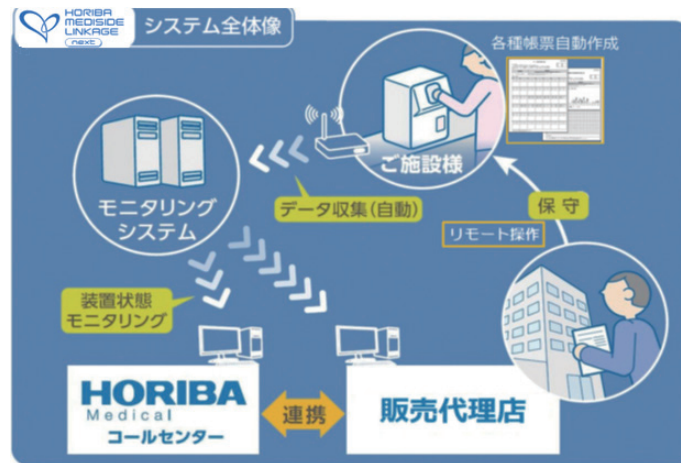 HORIBA
MEDISIDE
LINKAGE
next
システム全体像
各種帳票自動作成
ご施設様
モニタリング
システム
データ収集(自動)
保守
リモート操作
装置状態
モニタリング
HORIBA
Medical
コールセンター
連携
販売代理店